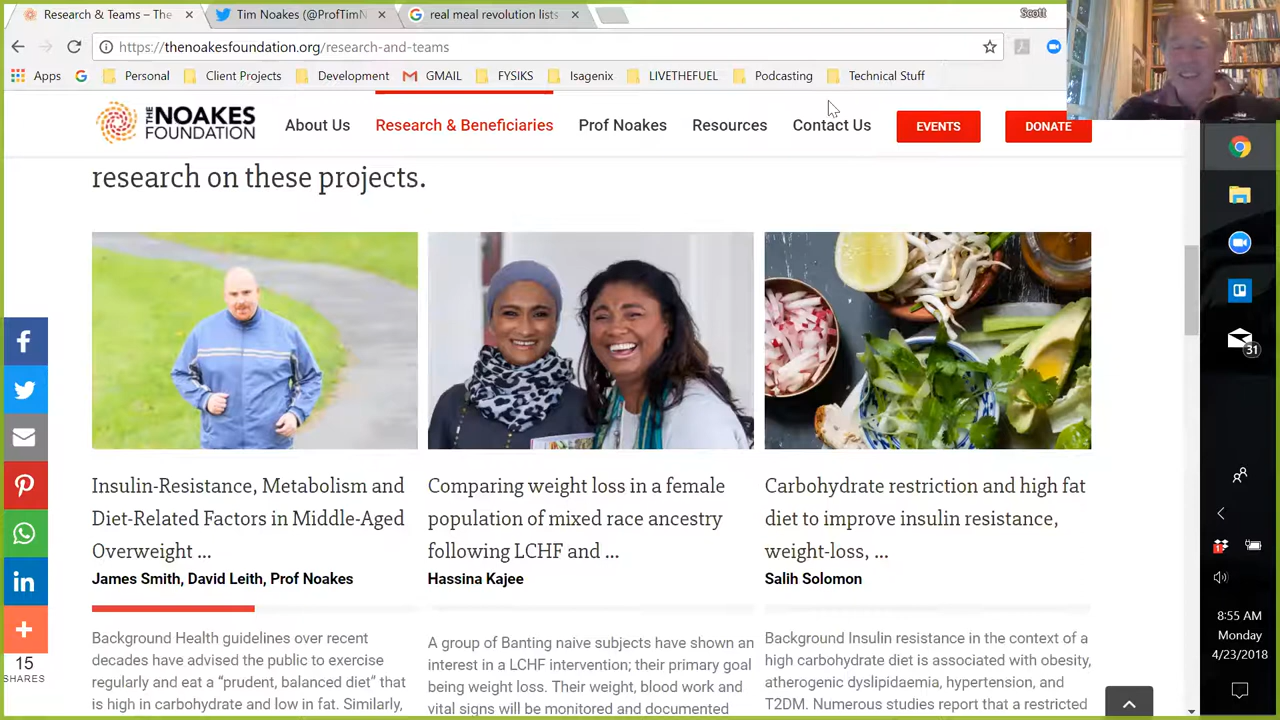 Research & Teams – The
Tim Noakes (@ProfTimN
real meal revolution lists
Scott
https://thenoakesfoundation.org/research-and-teams
Apps
Personal
Client Projects
Development
GMAIL
FYSIKS
Isagenix
LIVETHEFUEL
Podcasting
Technical Stuff
THE NOAKES
FOUNDATION
About Us
Research & Beneficiaries
Prof Noakes
Resources
Contact Us
EVENTS
DONATE
research on these projects.
Insulin-Resistance, Metabolism and
Diet-Related Factors in Middle-Aged
Overweight ...
James Smith, David Leith, Prof Noakes
Background Health guidelines over recent
decades have advised the public to exercise
regularly and eat a “prudent, balanced diet” that
is high in carbohydrate and low in fat. Similarly,
Comparing weight loss in a female
population of mixed race ancestry
following LCHF and ...
Hassina Kajee
A group of Banting naive subjects have shown an
interest in a LCHF intervention; their primary goal
being weight loss. Their weight, blood work and
vital signs will be monitored and documented
Carbohydrate restriction and high fat
diet to improve insulin resistance,
weight-loss, ...
Salih Solomon
Background Insulin resistance in the context of a
high carbohydrate diet is associated with obesity,
atherogenic dyslipidaemia, hypertension, and
T2DM. Numerous studies report that a restricted
15
SHARES
31
1
8:55 AM
Monday
4/23/2018